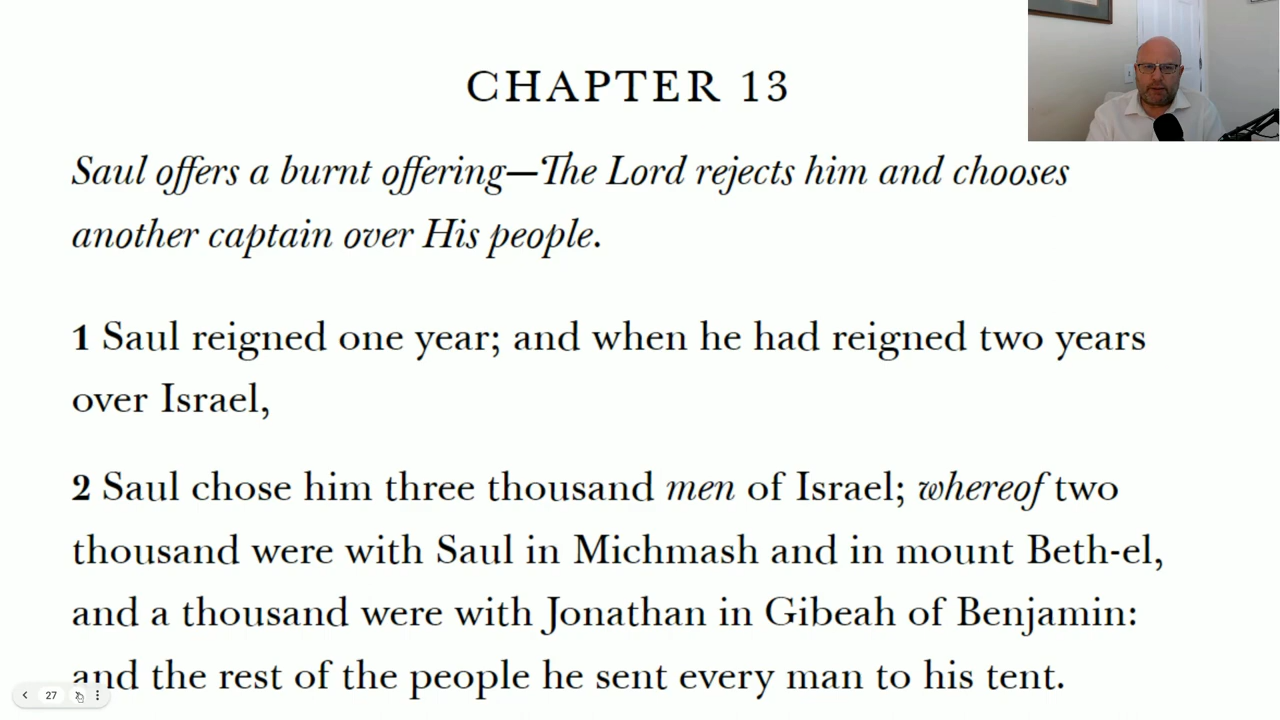 CHAPTER 13
Saul offers a burnt offering—The Lord rejects him and chooses
another captain over His people.
1 Saul reigned one year; and when he had reigned two years
over Israel,
2 Saul chose him three thousand men of Israel; whereof two
thousand were with Saul in Michmash and in mount Beth-el,
and a thousand were with Jonathan in Gibeah of Benjamin:
and the rest of the people he sent every man to his tent.
27